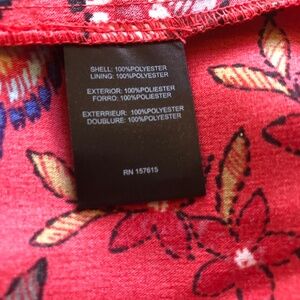 SHELL: 100%POLYESTER
LINING: 100%POLYESTER
EXTERIOR: 100%POLIESTER
FORRO: 100%POLIESTER
EXTERRIEUR: 100%POLYESTER
DOUBLURE: 100%POLYESTER
RN 157615